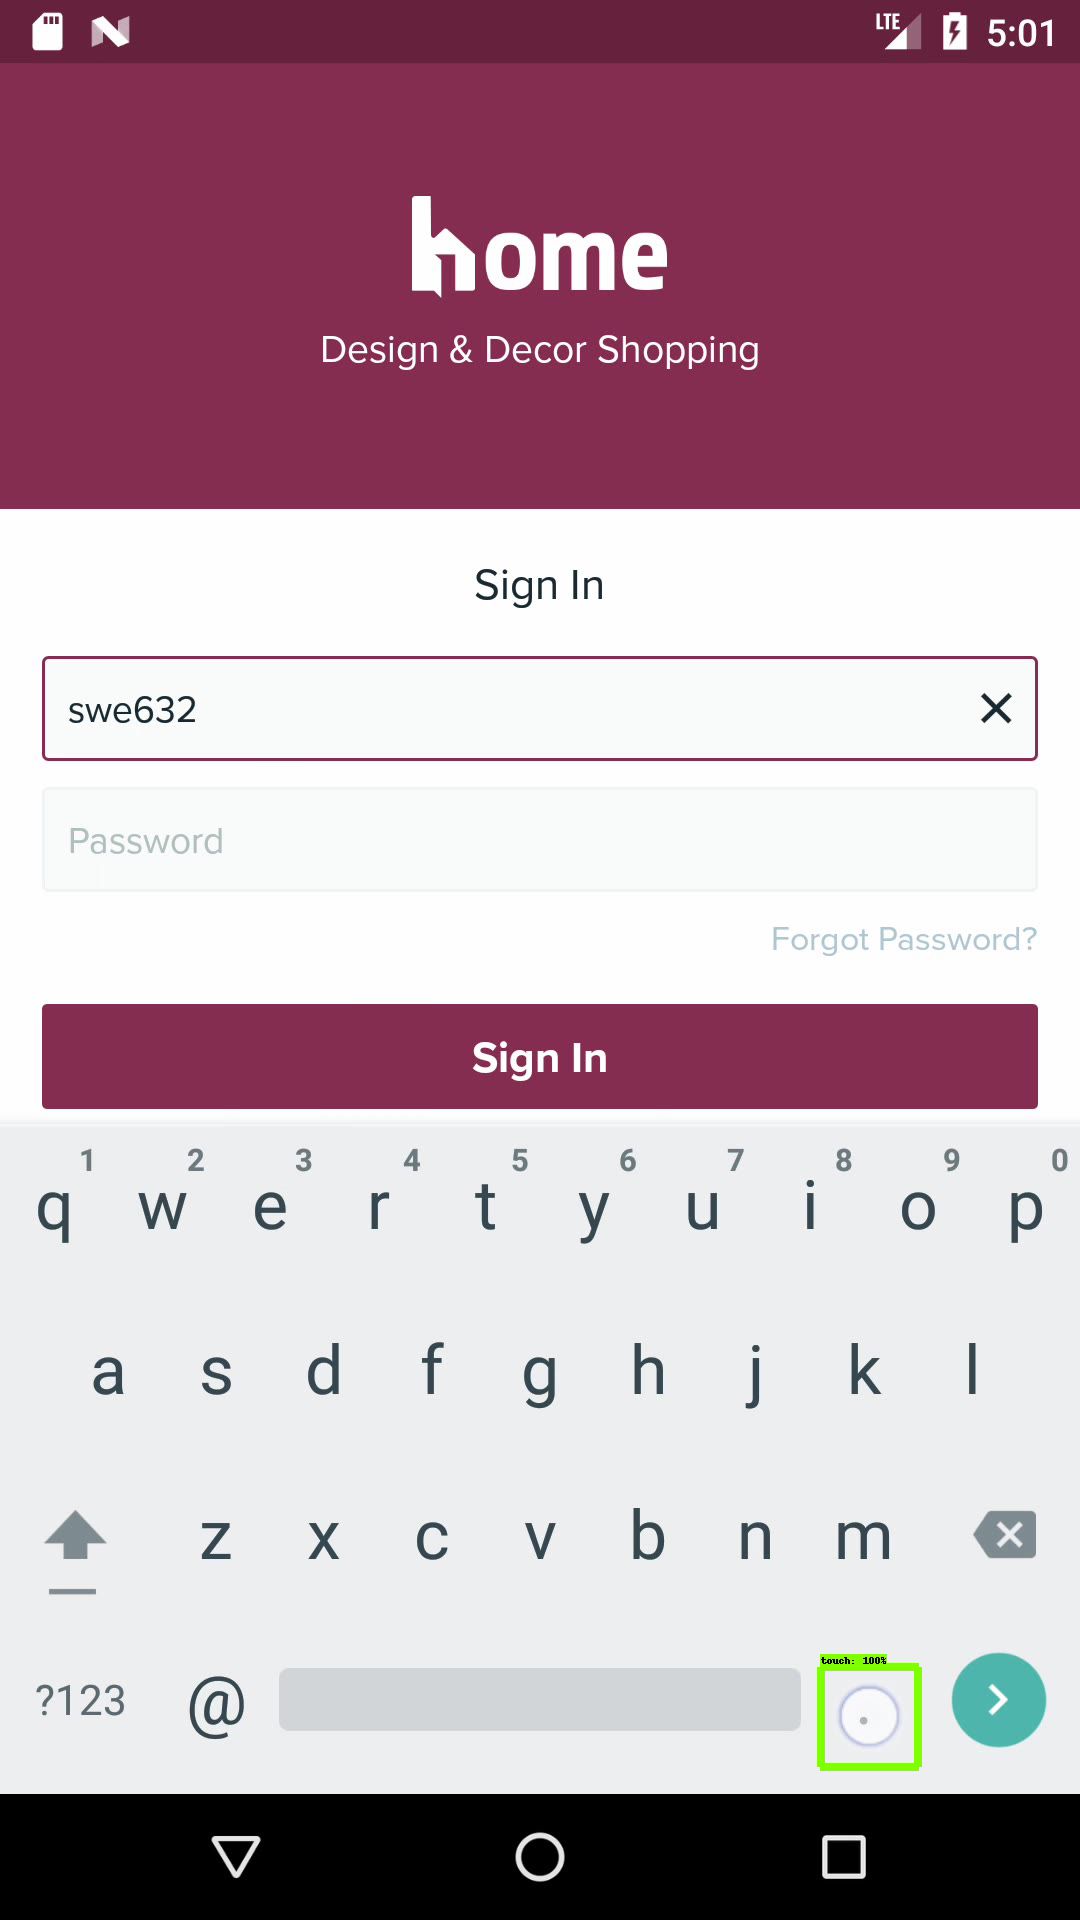 LTE 5:01
home
Design & Decor Shopping
Sign In
swe632
Password
Forgot Password?
Sign In
1 2 3 4 5 6 7 8 9 0
q w e r t y u i o p
a s d f g h j k l
z x c v b n m
touch: 100%
?123 @ .